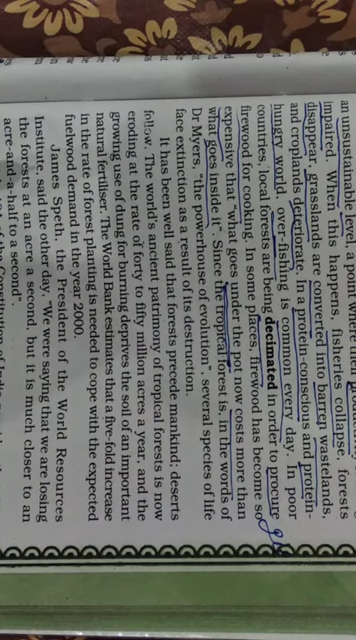 an unsustainable level, a point where
impaired. When this happens, fisheries collapse, forests
disappear, grasslands are converted into barren wastelands,
and croplands deteriorate. In a protein-conscious and protein-
hungry world, over-fishing is common every day. In poor
countries, local forests are being decimated in order to procure
firewood for cooking. In some places, firewood has become so
expensive that "what goes under the pot now costs more than
what goes inside it". Since the tropical forest is, in the words of
Dr Myers, "the powerhouse of evolution", several species of life
face extinction as a result of its destruction.
It has been well said that forests precede mankind; deserts
follow. The world's ancient patrimony of tropical forests is now
eroding at the rate of forty to fifty million acres a year, and the
growing use of dung for burning deprives the soil of an important
natural fertiliser. The World Bank estimates that a five-fold increase
in the rate of forest planting is needed to cope with the expected
fuelwood demand in the year 2000.
James Speth, the President of the World Resources
Institute, said the other day, "We were saying that we are losing
the forests at an acre a second, but it is much closer to an
acre-and-a-half to a second".
of the Constitution of India